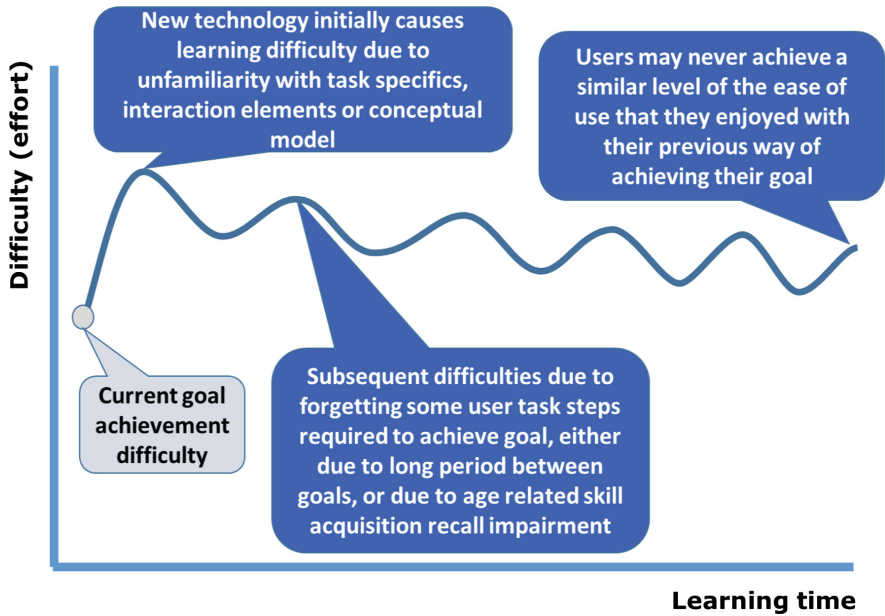 New technology initially causes
learning difficulty due to
unfamiliarity with task specifics,
interaction elements or conceptual
model
Users may never achieve a
similar level of the ease of
use that they enjoyed with
their previous way of
achieving their goal
Difficulty (effort)
Current goal
achievement
difficulty
Subsequent difficulties due to
forgetting some user task steps
required to achieve goal, either
due to long period between
goals, or due to age related skill
acquisition recall impairment
Learning time